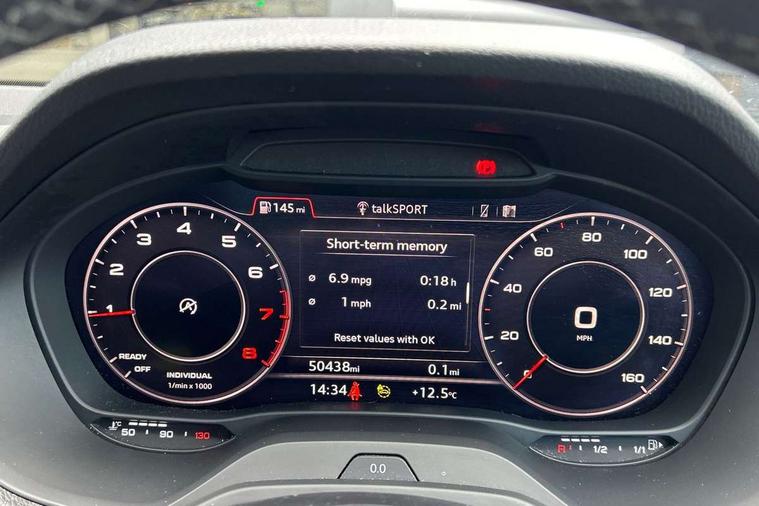 (P)
145 mi talkSPORT
Short-term memory
Ø 6.9 mpg 0:18 h
Ø 1 mph 0.2 mi
Reset values with OK
1 2 3 4 5 6 7 8
READY
OFF
INDIVIDUAL
1/min x 1000
0 20 40 60 80 100 120 140 160
0
MPH
50438mi 0.1mi
14:34 +12.5°C
°C 50 90 130
R 1/2 1/1
0.0